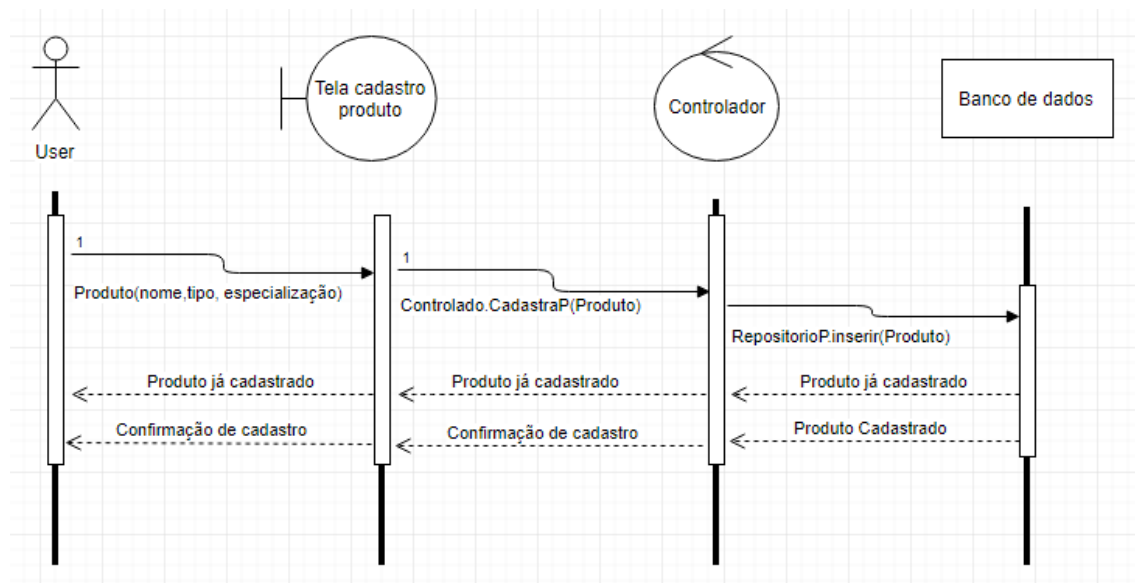 Tela cadastro
produto
Controlador
Banco de dados
User
1
Produto(nome,tipo, especialização)
1
Controlado.CadastraP(Produto)
RepositorioP.inserir(Produto)
Produto já cadastrado
Produto já cadastrado
Produto já cadastrado
Confirmação de cadastro
Confirmação de cadastro
Produto Cadastrado